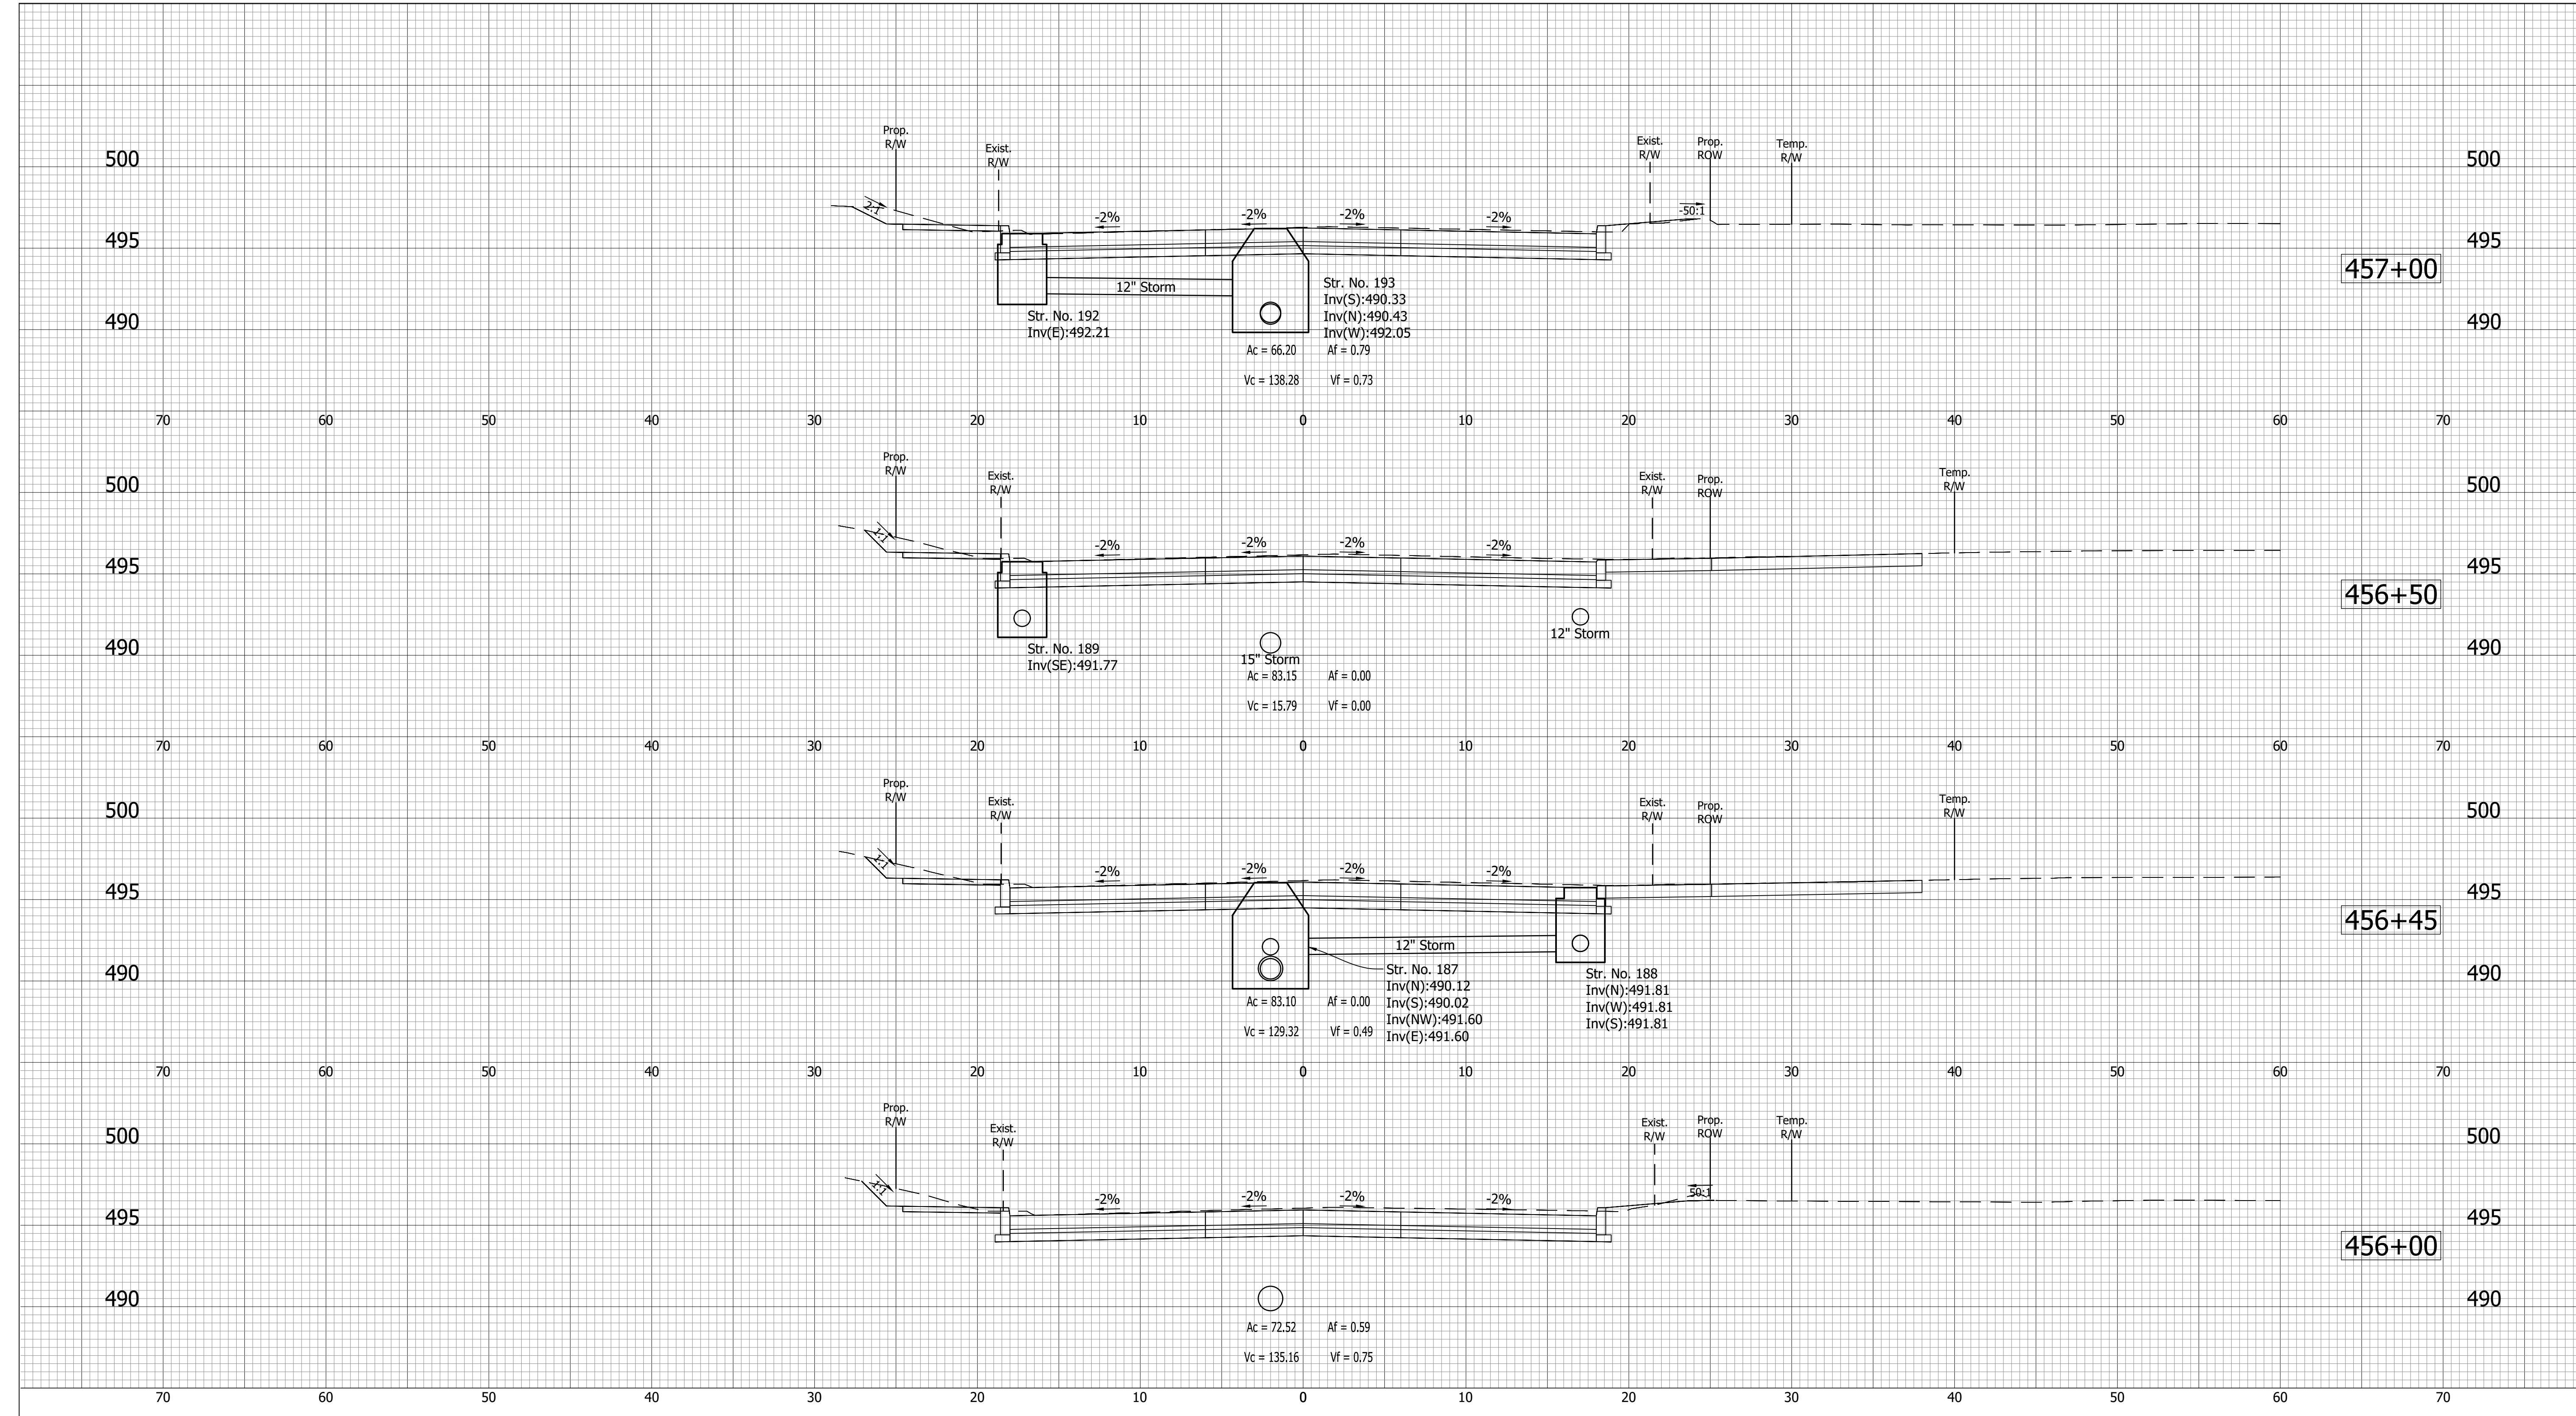 Prop.
R/W
Exist.
R/W
Exist.
R/W
Prop.
ROW
Temp.
R/W
500
500
2:1
-2%
-2%
-2%
-2%
-50:1
495
495
457+00
12" Storm
Str. No. 192
Inv(E):492.21
Str. No. 193
Inv(S):490.33
Inv(N):490.43
Inv(W):492.05
490
490
Ac = 66.20 Af = 0.79
Vc = 138.28 Vf = 0.73
70 60 50 40 30 20 10 0 10 20 30 40 50 60 70
Prop.
R/W
Exist.
R/W
Exist.
R/W
Prop.
ROW
Temp.
R/W
500
500
1:1
-2%
-2%
-2%
-2%
495
495
456+50
Str. No. 189
Inv(SE):491.77
15" Storm
12" Storm
490
490
Ac = 83.15 Af = 0.00
Vc = 15.79 Vf = 0.00
70 60 50 40 30 20 10 0 10 20 30 40 50 60 70
Prop.
R/W
Exist.
R/W
Exist.
R/W
Prop.
ROW
Temp.
R/W
500
500
1:1
-2%
-2%
-2%
-2%
495
495
456+45
12" Storm
Str. No. 187
Inv(N):490.12
Inv(S):490.02
Inv(NW):491.60
Inv(E):491.60
Str. No. 188
Inv(N):491.81
Inv(W):491.81
Inv(S):491.81
490
490
Ac = 83.10 Af = 0.00
Vc = 129.32 Vf = 0.49
70 60 50 40 30 20 10 0 10 20 30 40 50 60 70
Prop.
R/W
Exist.
R/W
Exist.
R/W
Prop.
ROW
Temp.
R/W
500
500
1:1
-2%
-2%
-2%
-2%
50:1
495
495
456+00
490
490
Ac = 72.52 Af = 0.59
Vc = 135.16 Vf = 0.75
70 60 50 40 30 20 10 0 10 20 30 40 50 60 70